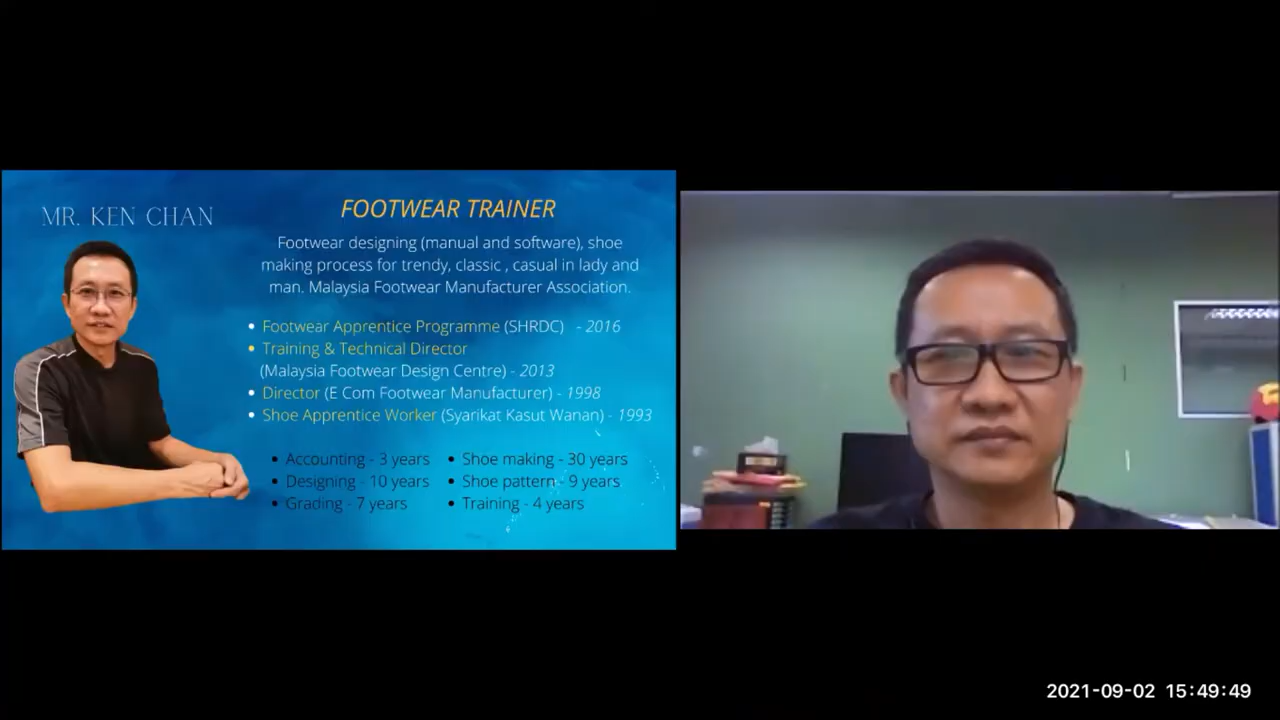 MR. KEN CHAN
FOOTWEAR TRAINER
Footwear designing (manual and software), shoe
making process for trendy, classic , casual in lady and
man. Malaysia Footwear Manufacturer Association.
• Footwear Apprentice Programme (SHRDC) - 2016
• Training & Technical Director
(Malaysia Footwear Design Centre) - 2013
• Director (E Com Footwear Manufacturer) - 1998
• Shoe Apprentice Worker (Syarikat Kasut Wanan) - 1993
• Accounting - 3 years
• Designing - 10 years
• Grading - 7 years
• Shoe making - 30 years
• Shoe pattern - 9 years
• Training - 4 years
2021-09-02 15:49:49